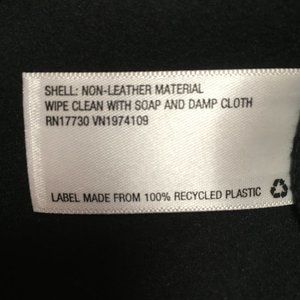 SHELL: NON-LEATHER MATERIAL
WIPE CLEAN WITH SOAP AND DAMP CLOTH
RN17730 VN1974109
LABEL MADE FROM 100% RECYCLED PLASTIC